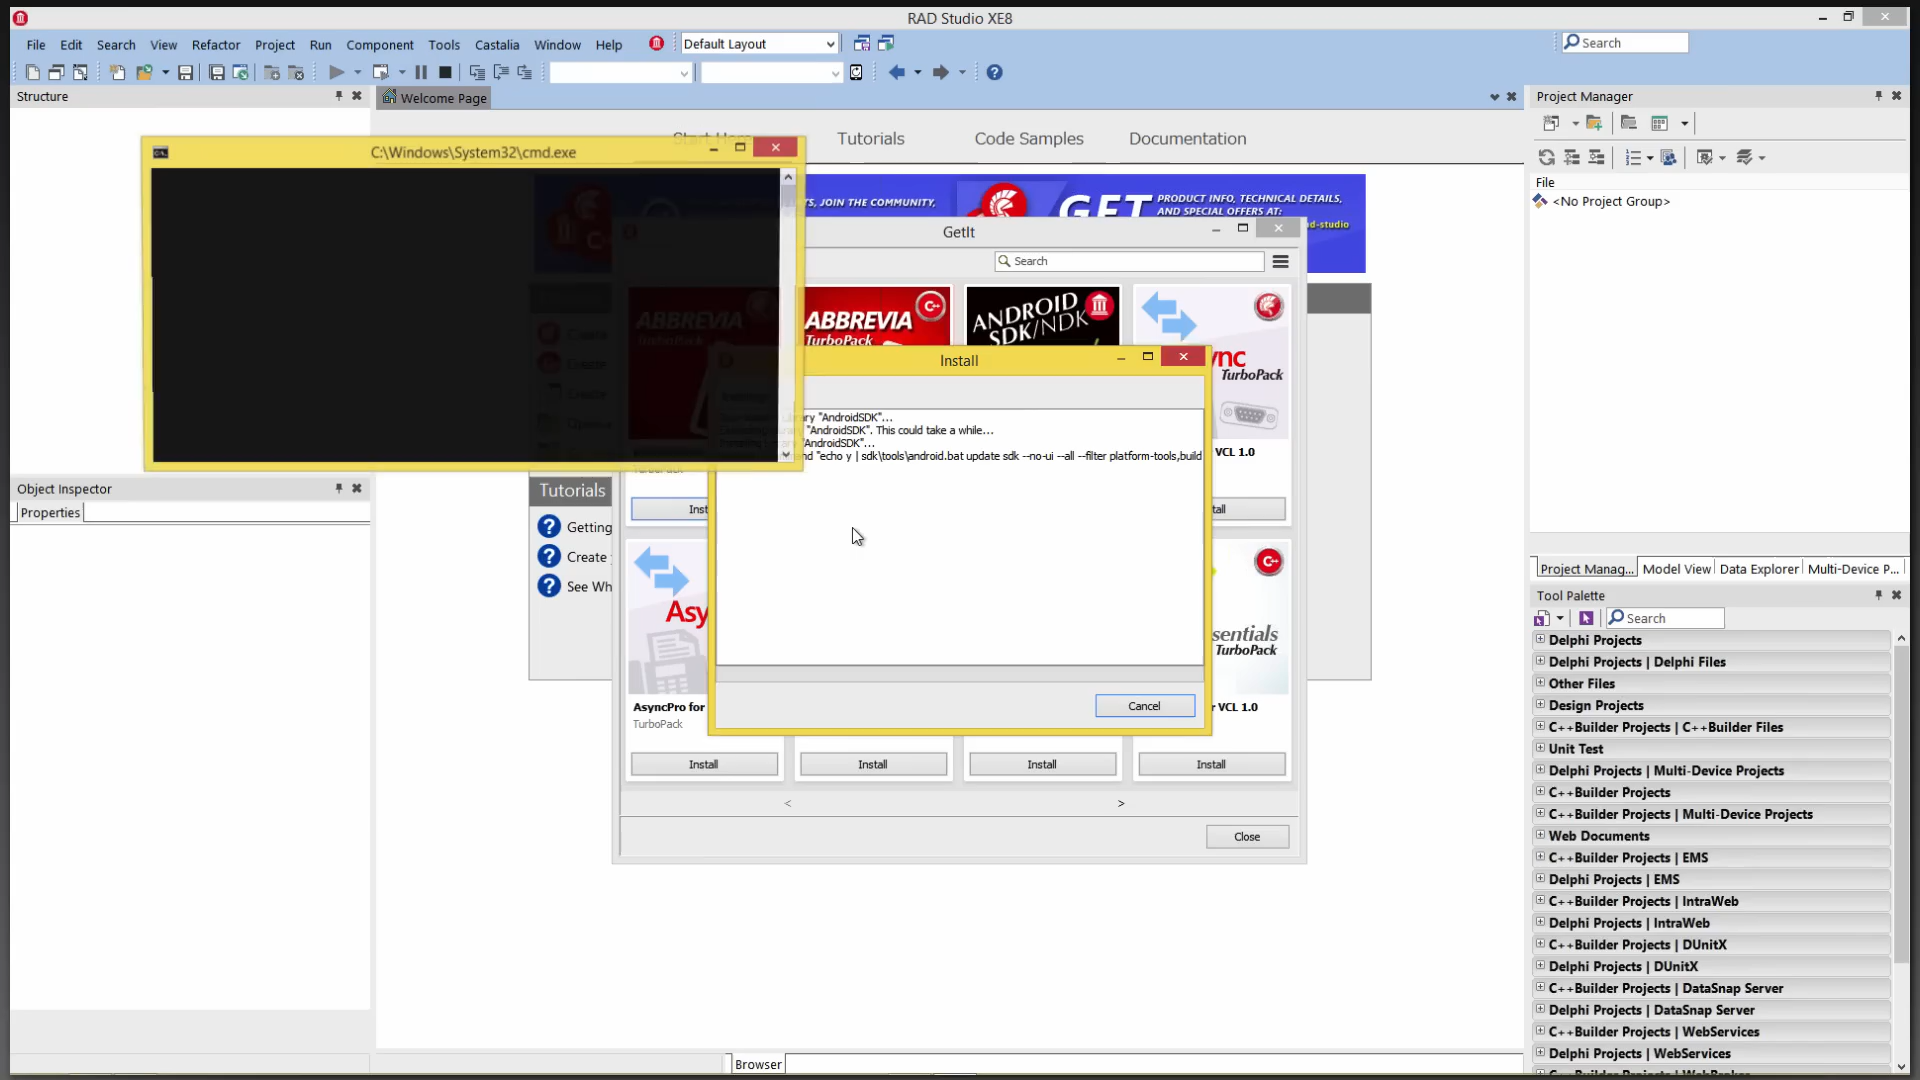 RAD Studio XE8
File Edit Search View Refactor Project Run Component Tools Castalia Window Help
Default Layout
Search
Structure
Welcome Page
Project Manager
Start Here Tutorials Code Samples Documentation
C:\Windows\System32\cmd.exe
File
<No Project Group>
JOIN THE COMMUNITY,
GET
PRODUCT INFO, TECHNICAL DETAILS,
AND SPECIAL OFFERS AT:
GetIt
Search
ABBREVIA
TurboPack
ABBREVIA
TurboPack
ANDROID
SDK/NDK
TurboPack
Create
Create
Create
Install
"AndroidSDK"...
"AndroidSDK". This could take a while...
"AndroidSDK"...
"echo y | sdk\tools\android.bat update sdk --no-ui --all --filter platform-tools,build
VCL 1.0
Object Inspector
Properties
Tutorials
Getting
Create
See Wh
TurboPack
AsyncPro for
TurboPack
VCL 1.0
Cancel
Install Install Install Install
< >
Close
Project Manag... Model View Data Explorer Multi-Device P...
Tool Palette
Search
Delphi Projects
Delphi Projects | Delphi Files
Other Files
Design Projects
C++Builder Projects | C++Builder Files
Unit Test
Delphi Projects | Multi-Device Projects
C++Builder Projects
C++Builder Projects | Multi-Device Projects
Web Documents
C++Builder Projects | EMS
Delphi Projects | EMS
C++Builder Projects | IntraWeb
Delphi Projects | IntraWeb
C++Builder Projects | DUnitX
Delphi Projects | DUnitX
C++Builder Projects | DataSnap Server
Delphi Projects | DataSnap Server
C++Builder Projects | WebServices
Delphi Projects | WebServices
Browser